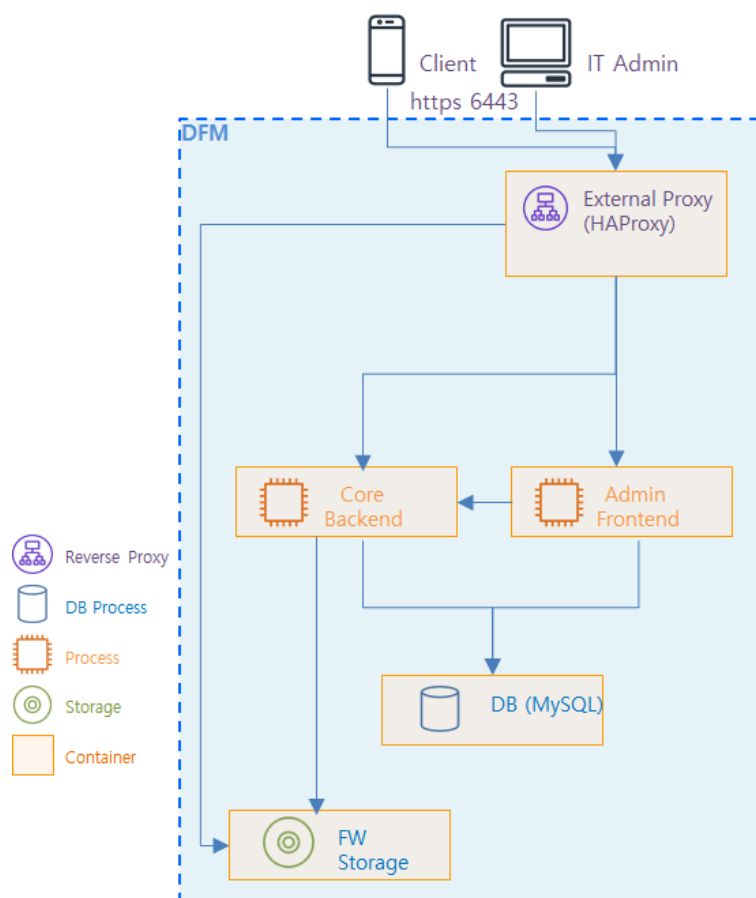 Client
IT Admin
https 6443
DFM
External Proxy
(HAProxy)
Core
Backend
Admin
Frontend
Reverse Proxy
DB Process
Process
Storage
Container
DB (MySQL)
FW
Storage